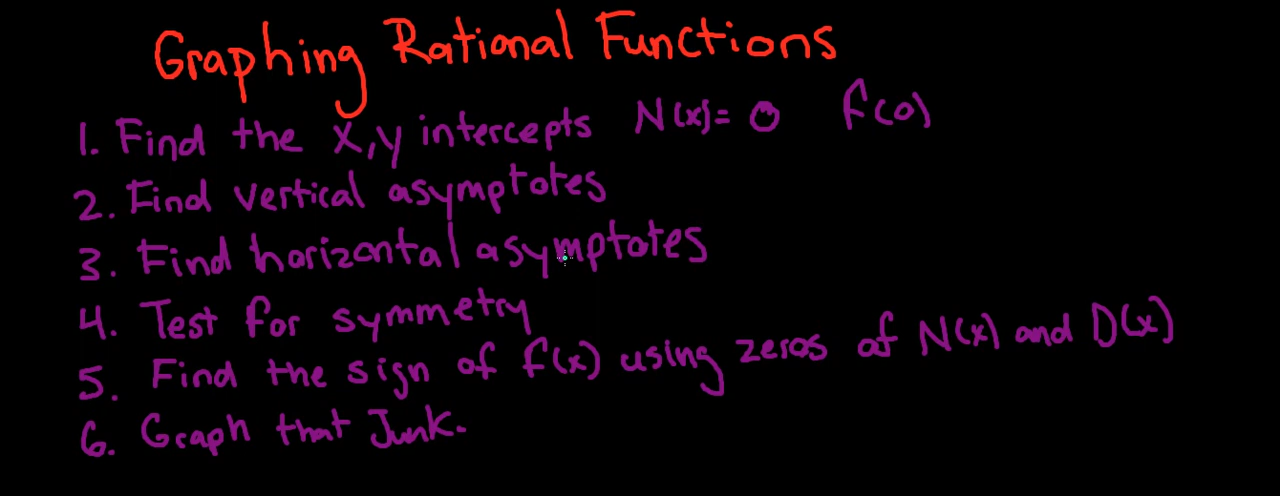 Graphing Rational Functions
1. Find the x,y intercepts N(x)=0 f(0)
2. Find vertical asymptotes
3. Find horizontal asymptotes
4. Test for symmetry
5. Find the sign of f(x) using zeros of N(x) and D(x)
6. Graph that Junk.